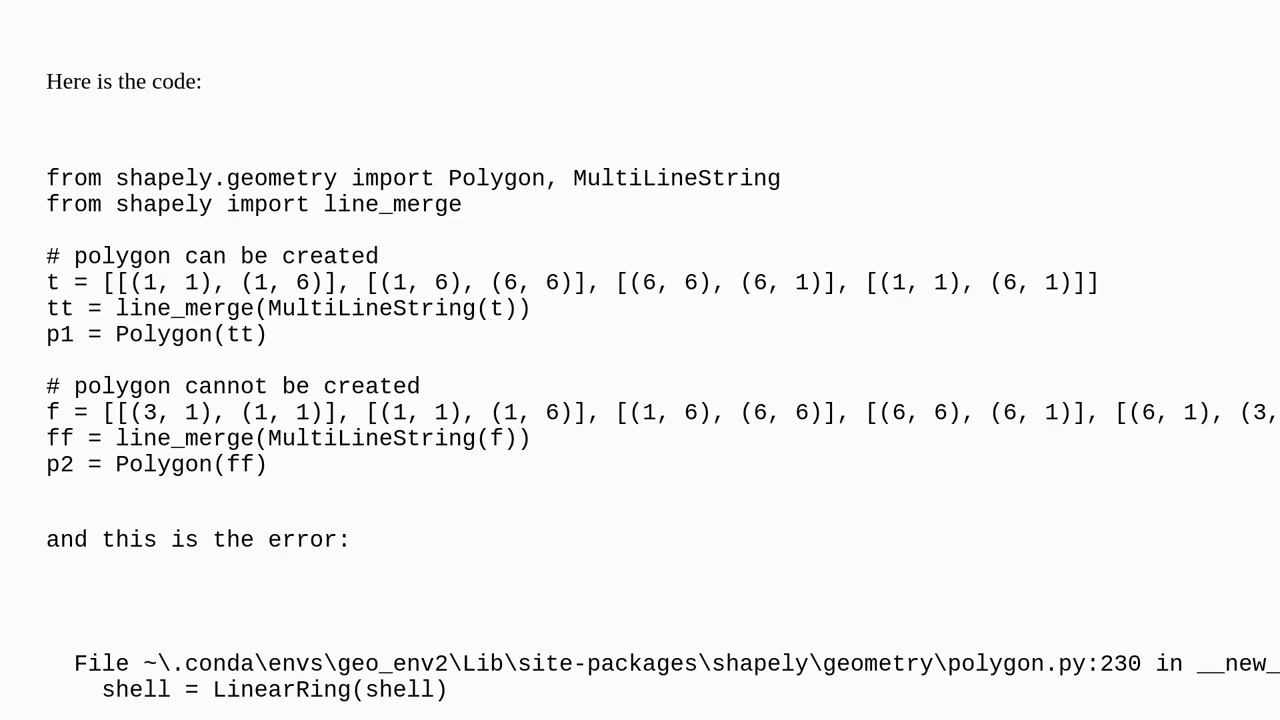 Here is the code:
from shapely.geometry import Polygon, MultiLineString
from shapely import line_merge
# polygon can be created
t = [[(1, 1), (1, 6)], [(1, 6), (6, 6)], [(6, 6), (6, 1)], [(1, 1), (6, 1)]]
tt = line_merge(MultiLineString(t))
p1 = Polygon(tt)
# polygon cannot be created
f = [[(3, 1), (1, 1)], [(1, 1), (1, 6)], [(1, 6), (6, 6)], [(6, 6), (6, 1)], [(6, 1), (3,
ff = line_merge(MultiLineString(f))
p2 = Polygon(ff)
and this is the error:
File ~\.conda\envs\geo_env2\Lib\site-packages\shapely\geometry\polygon.py:230 in __new_
shell = LinearRing(shell)